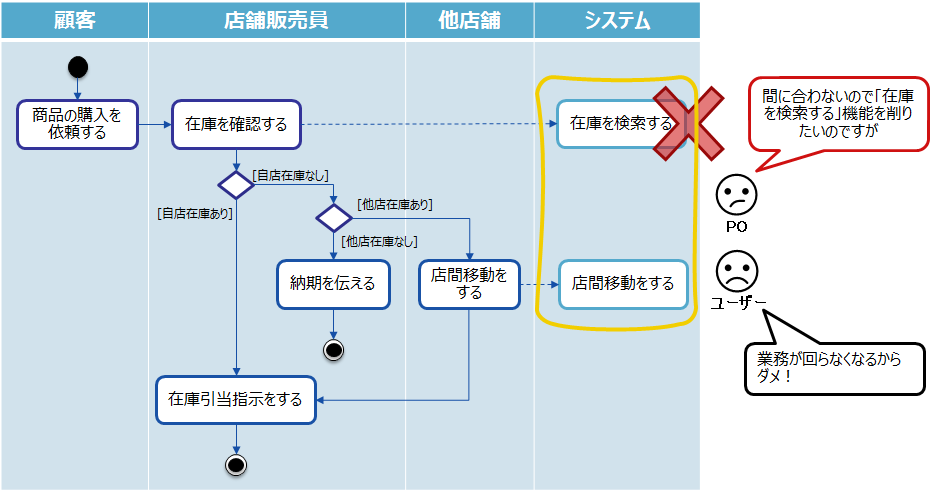 顧客
店舗販売員
他店舗
システム
商品の購入を
依頼する
在庫を確認する
在庫を検索する
間に合わないので「在庫
を検索する」機能を削り
たいのですが
[自店在庫なし]
[自店在庫あり]
[他店在庫あり]
[他店在庫なし]
PO
納期を伝える
店間移動を
する
店間移動をする
ユーザー
業務が回らなくなるから
ダメ！
在庫引当指示をする